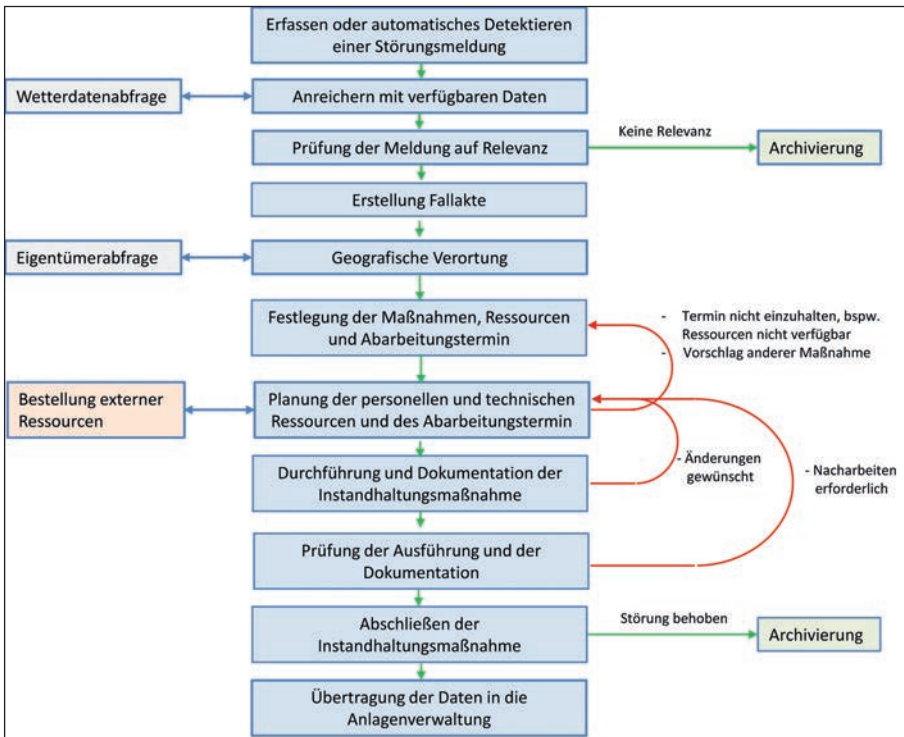 Erfassen oder automatisches Detektieren
einer Störungsmeldung
Wetterdatenabfrage
Anreichern mit verfügbaren Daten
Prüfung der Meldung auf Relevanz
Keine Relevanz
Archivierung
Erstellung Fallakte
Eigentümerabfrage
Geografische Verortung
Festlegung der Maßnahmen, Ressourcen
und Abarbeitungstermin
- Termin nicht einzuhalten, bspw.
Ressourcen nicht verfügbar
- Vorschlag anderer Maßnahme
Bestellung externer
Ressourcen
Planung der personellen und technischen
Ressourcen und des Abarbeitungstermin
Durchführung und Dokumentation der
Instandhaltungsmaßnahme
- Änderungen
gewünscht
- Nacharbeiten
erforderlich
Prüfung der Ausführung und der
Dokumentation
Abschließen der
Instandhaltungsmaßnahme
Störung behoben
Archivierung
Übertragung der Daten in die
Anlagenverwaltung